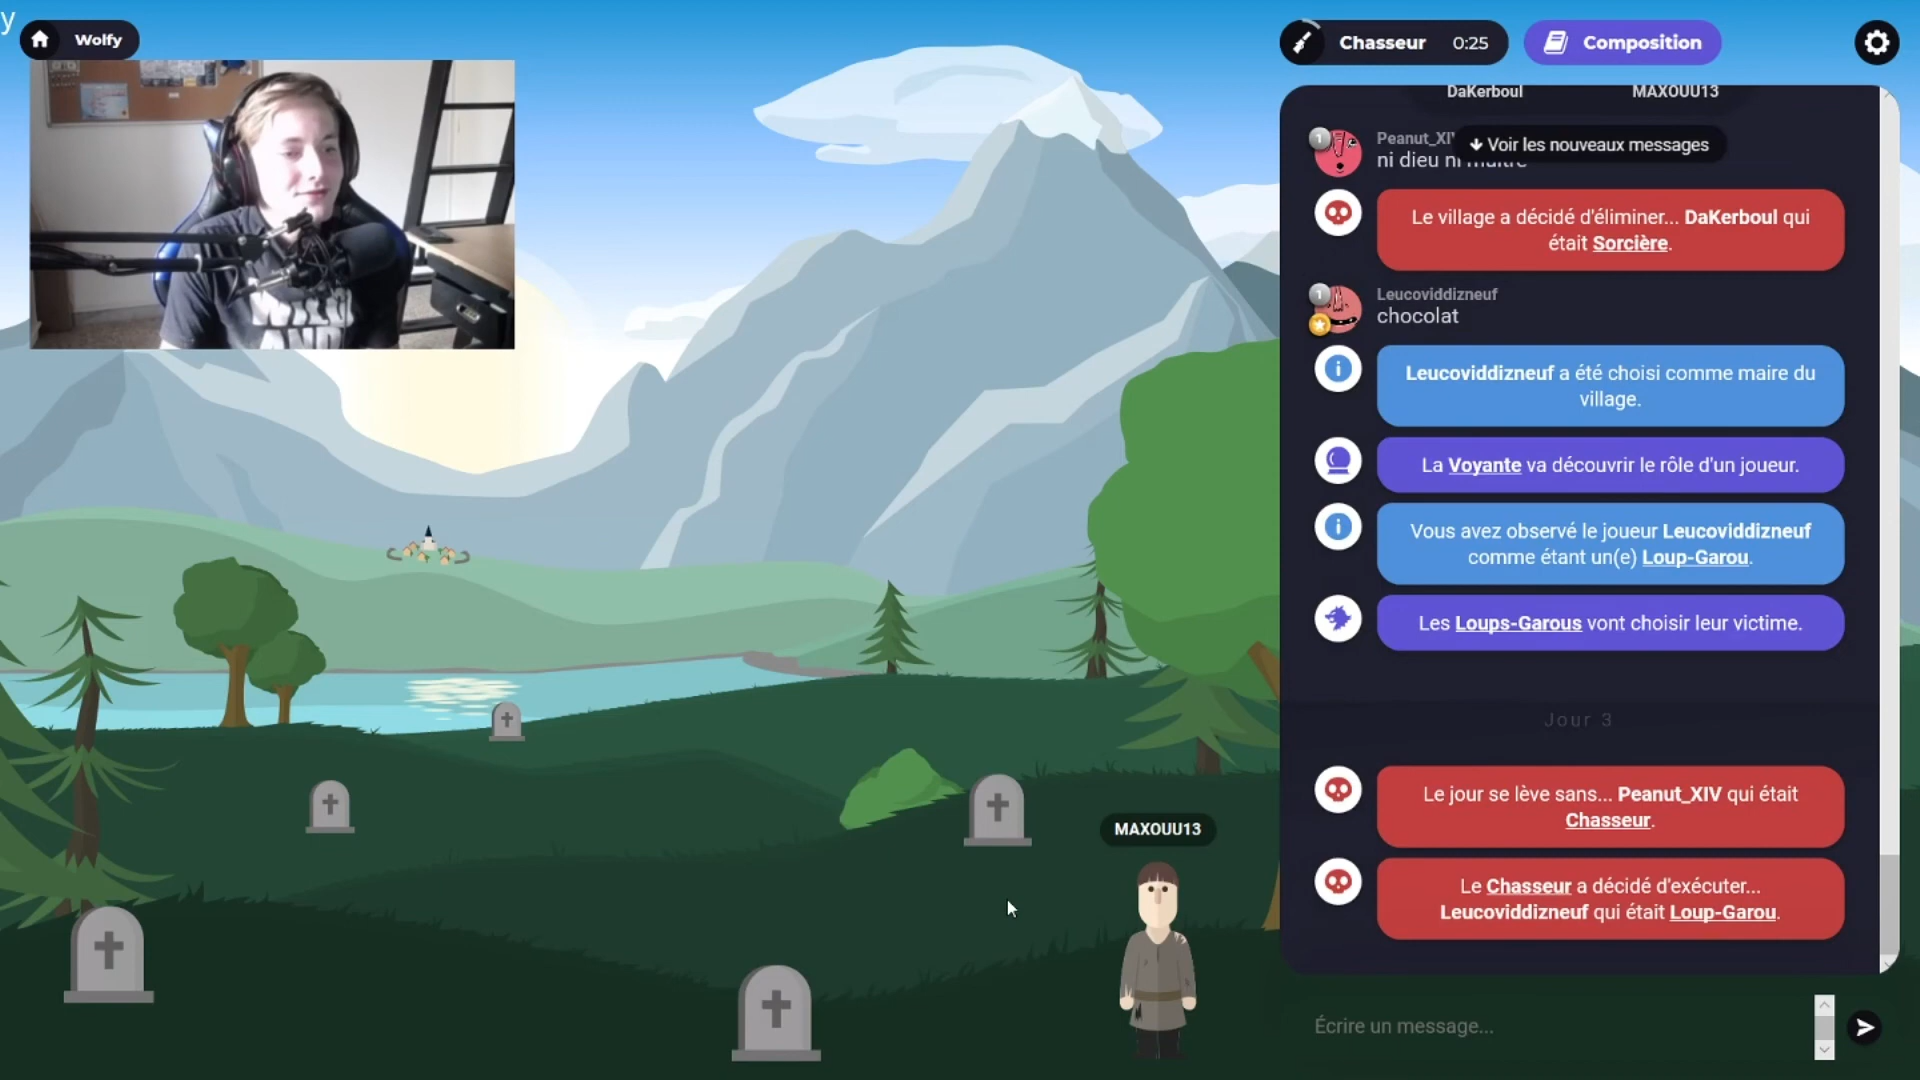 y
Wolfy
Chasseur 0:25
Composition
DaKerboul MAXOUU13
Peanut_XIV
Voir les nouveaux messages
ni dieu ni maitre
Le village a décidé d'éliminer... DaKerboul qui
était Sorcière.
Leucoviddizneuf
chocolat
Leucoviddizneuf a été choisi comme maire du
village.
La Voyante va découvrir le rôle d'un joueur.
Vous avez observé le joueur Leucoviddizneuf
comme étant un(e) Loup-Garou.
Les Loups-Garous vont choisir leur victime.
Jour 3
Le jour se lève sans... Peanut_XIV qui était
Chasseur.
Le Chasseur a décidé d'exécuter...
Leucoviddizneuf qui était Loup-Garou.
MAXOUU13
Écrire un message...